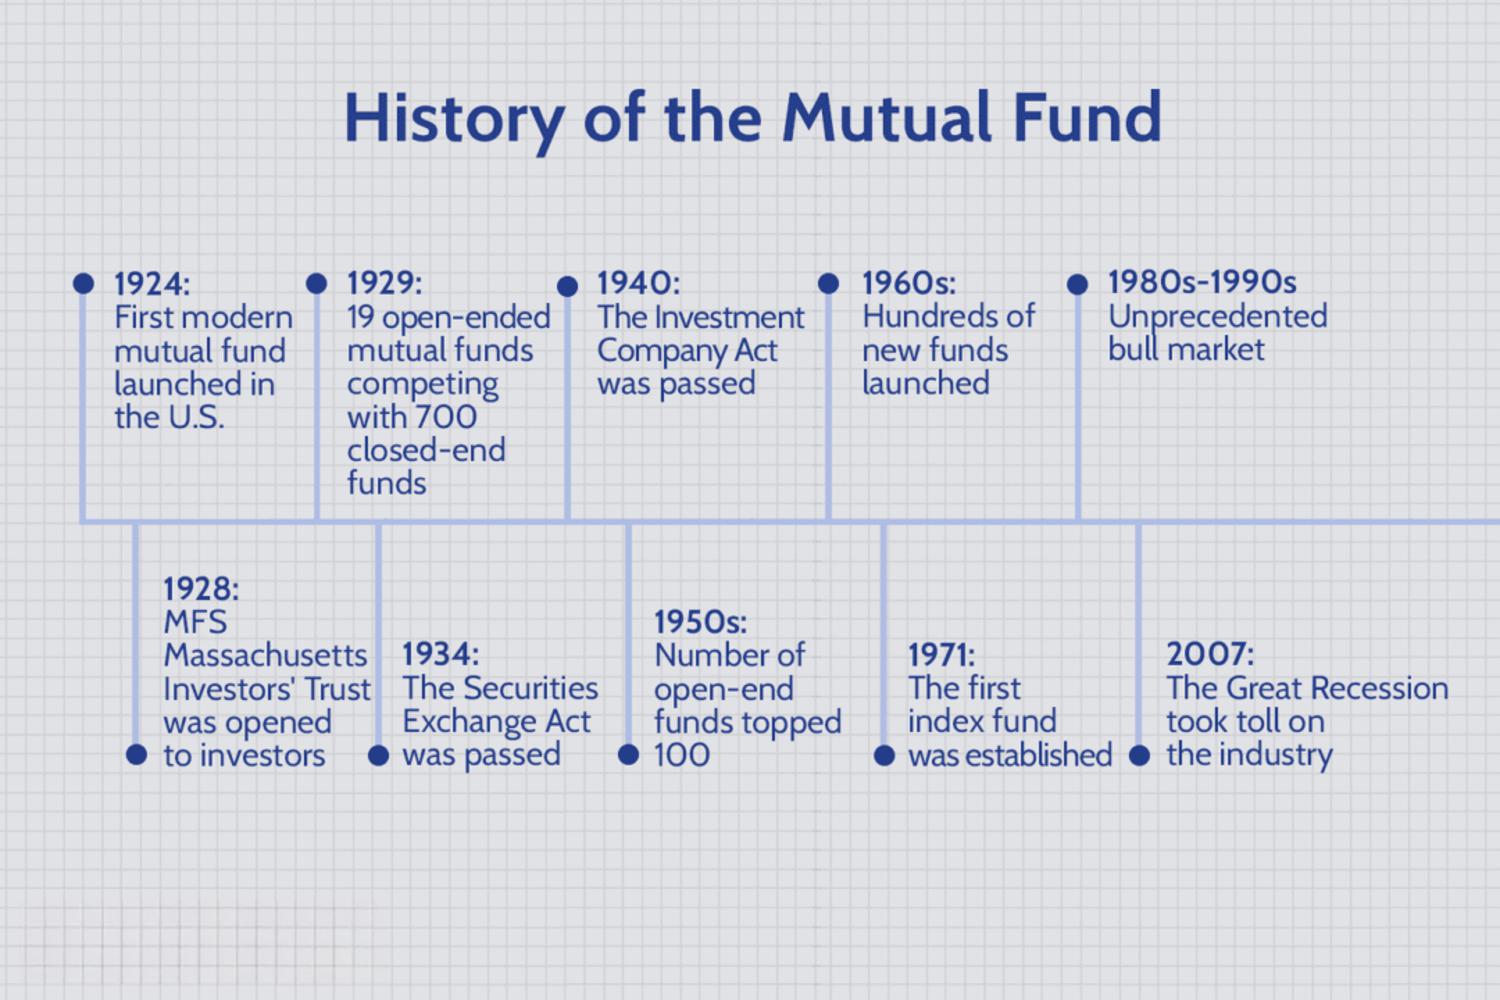 History of the Mutual Fund
1924:
First modern
mutual fund
launched in
the U.S.
1929:
19 open-ended
mutual funds
competing
with 700
closed-end
funds
1940:
The Investment
Company Act
was passed
1960s:
Hundreds of
new funds
launched
1980s-1990s
Unprecedented
bull market
1928:
MFS
Massachusetts
Investors' Trust
was opened
to investors
1934:
The Securities
Exchange Act
was passed
1950s:
Number of
open-end
funds topped
100
1971:
The first
index fund
was established
2007:
The Great Recession
took toll on
the industry